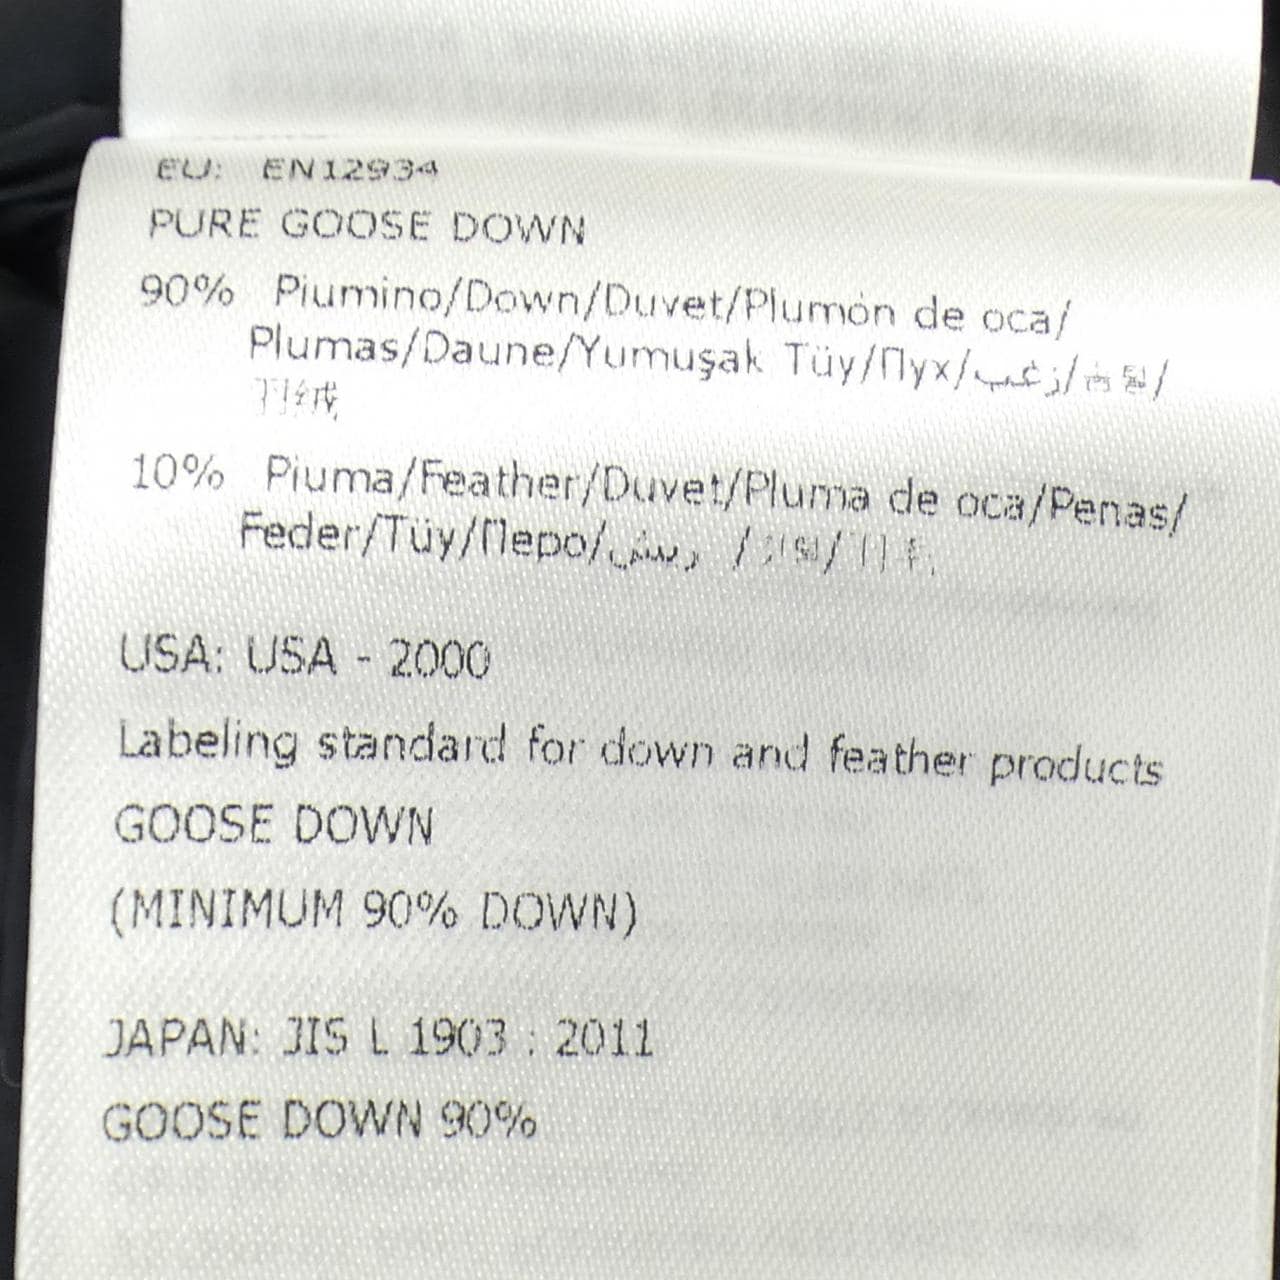 EU: EN12934
PURE GOOSE DOWN
90% Piumino/Down/Duvet/Plumón de oca/
Plumas/Daune/Yumuşak Tüy/Пух/زغب/
10% Piuma/Feather/Duvet/Pluma de oca/Penas/
Feder/Tüy/Перо/ريش /
USA: USA - 2000
Labeling standard for down and feather products
GOOSE DOWN
(MINIMUM 90% DOWN)
JAPAN: JIS L 1903 : 2011
GOOSE DOWN 90%